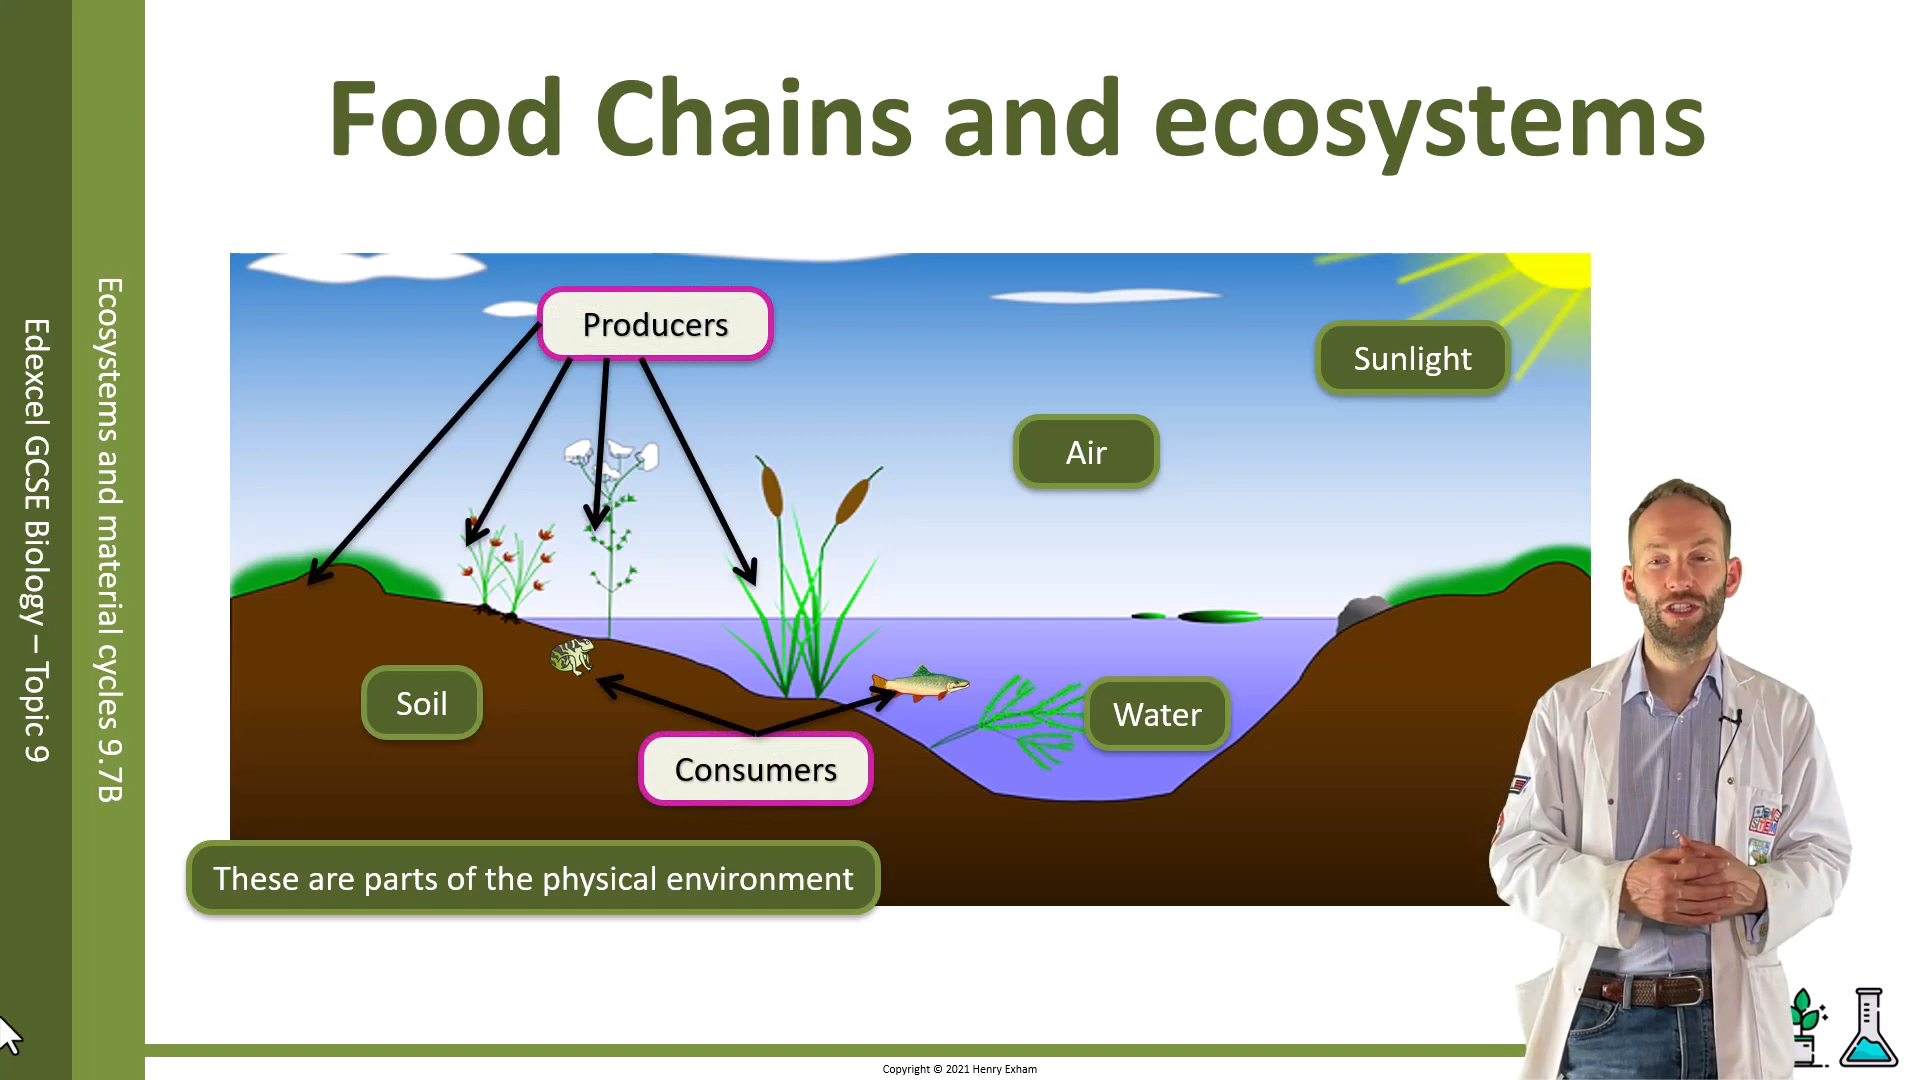 Food Chains and ecosystems
Producers
Sunlight
Air
Soil
Water
Consumers
These are parts of the physical environment
Ecosystems and material cycles 9.7B
Edexcel GCSE Biology – Topic 9
STEM
Copyright © 2021 Henry Exham